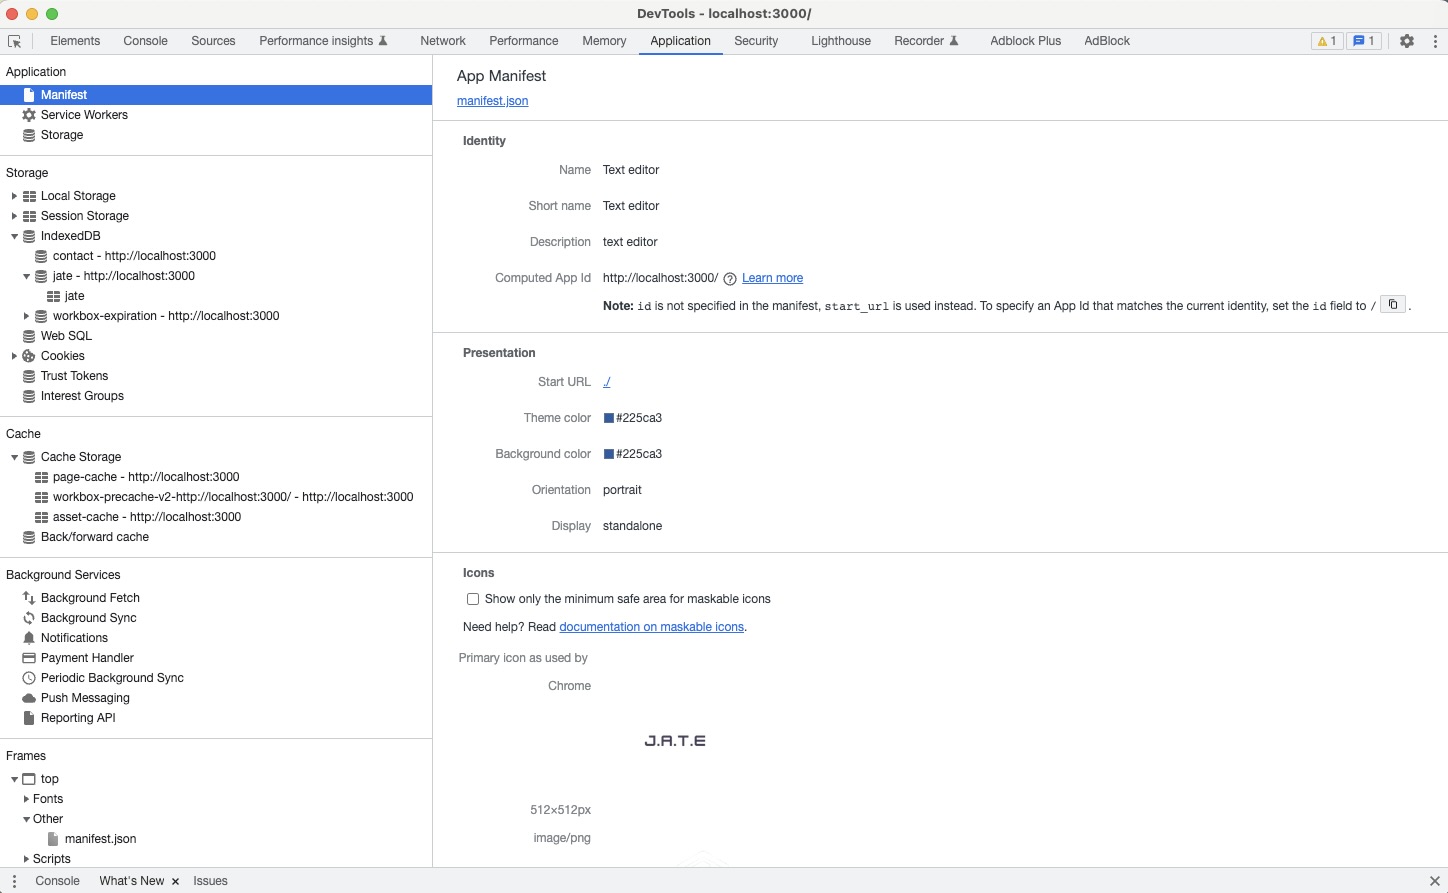 DevTools - localhost:3000/
Elements Console Sources Performance insights Network Performance Memory Application Security Lighthouse Recorder Adblock Plus AdBlock 1 1
Application
Manifest
Service Workers
Storage
Storage
Local Storage
Session Storage
IndexedDB
contact - http://localhost:3000
jate - http://localhost:3000
jate
workbox-expiration - http://localhost:3000
Web SQL
Cookies
Trust Tokens
Interest Groups
Cache
Cache Storage
page-cache - http://localhost:3000
workbox-precache-v2-http://localhost:3000/ - http://localhost:3000
asset-cache - http://localhost:3000
Back/forward cache
Background Services
Background Fetch
Background Sync
Notifications
Payment Handler
Periodic Background Sync
Push Messaging
Reporting API
Frames
top
Fonts
Other
manifest.json
Scripts
App Manifest
manifest.json
Identity
Name Text editor
Short name Text editor
Description text editor
Computed App Id http://localhost:3000/ ? Learn more
Note: id is not specified in the manifest, start_url is used instead. To specify an App Id that matches the current identity, set the id field to / .
Presentation
Start URL ./
Theme color #225ca3
Background color #225ca3
Orientation portrait
Display standalone
Icons
Show only the minimum safe area for maskable icons
Need help? Read documentation on maskable icons.
Primary icon as used by
Chrome
J.A.T.E
512×512px
image/png
Console What's New × Issues